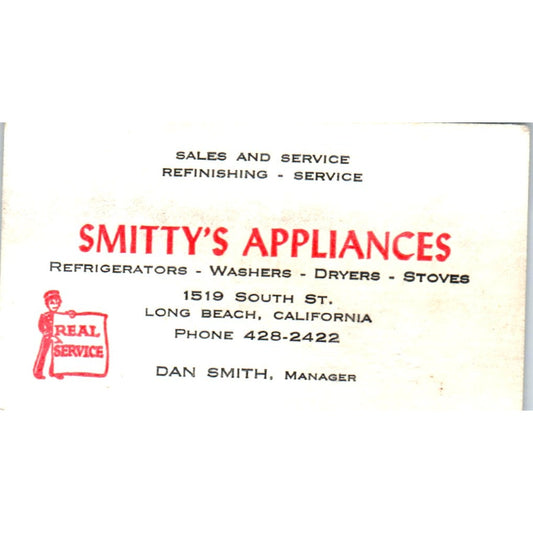 SALES AND SERVICE
REFINISHING - SERVICE
SMITTY'S APPLIANCES
REFRIGERATORS - WASHERS - DRYERS - STOVES
1519 SOUTH ST.
LONG BEACH, CALIFORNIA
PHONE 428-2422
REAL
SERVICE
DAN SMITH, MANAGER